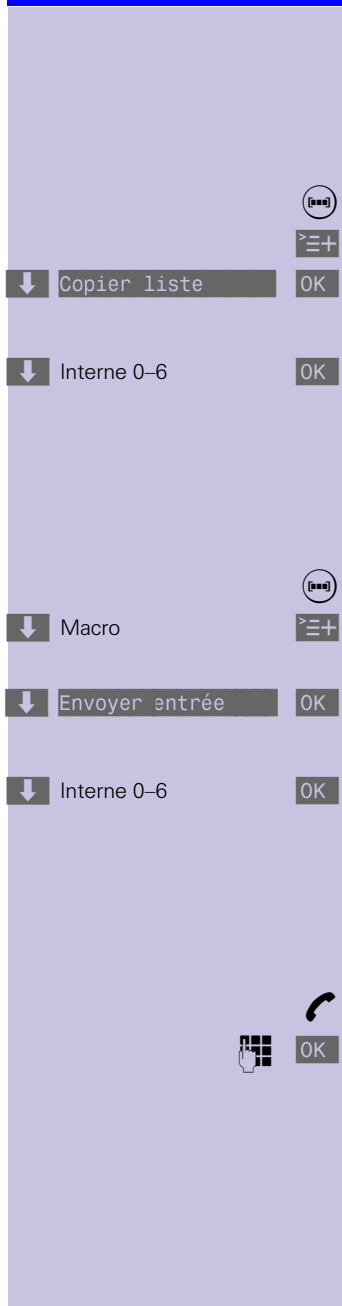 >≡+
Copier liste OK
Interne 0–6 OK
Macro >≡+
Envoyer entrée OK
Interne 0–6 OK
OK